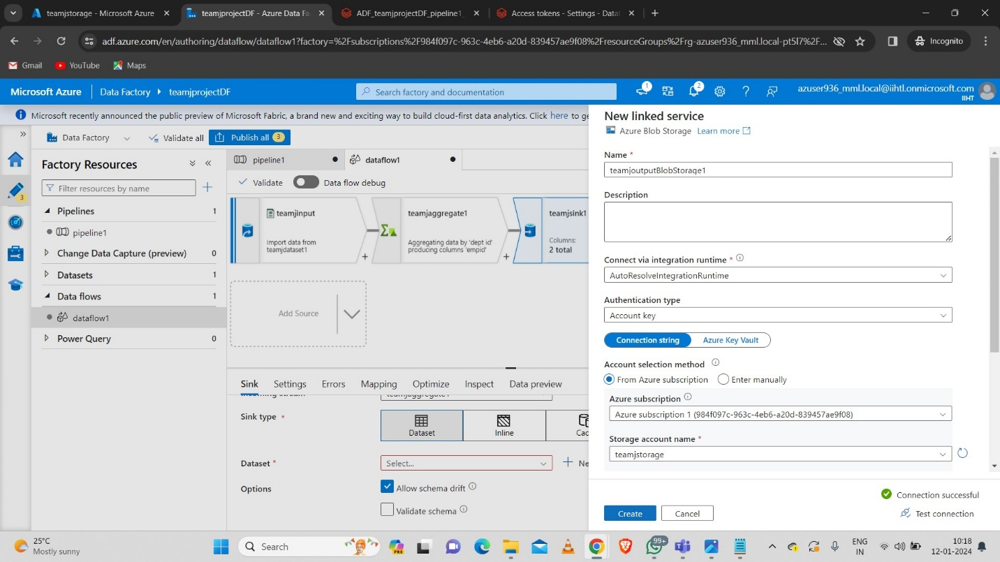 teamjstorage - Microsoft Azure
teamjprojectDF - Azure Data Fa
ADF_teamjprojectDF_pipeline1_
Access tokens - Settings - Data
adf.azure.com/en/authoring/dataflow/dataflow1?factory=%2Fsubscriptions%2F984f097c-963c-4eb6-a20d-839457ae9f08%2FresourceGroups%2Frg-azuser936_mml.local-pt5l7%2F...
Incognito
Gmail
YouTube
Maps
Microsoft Azure
Data Factory
teamjprojectDF
Search factory and documentation
1
2
azuser936_mml.local@iihtl.onmicrosoft.com
IIHT
Microsoft recently announced the public preview of Microsoft Fabric, a brand new and exciting way to build cloud-first data analytics. Click here to ge
Data Factory
Validate all
Publish all 3
3
Factory Resources
Filter resources by name
Pipelines 1
pipeline1
Change Data Capture (preview) 0
Datasets 1
Data flows 1
dataflow1
Power Query 0
pipeline1
dataflow1
Validate
Data flow debug
teamjinput
Import data from
teamjdataset1
teamjaggregate1
Aggregating data by 'dept id'
producing columns 'empid'
teamjsink1
Columns:
2 total
Add Source
Sink
Settings
Errors
Mapping
Optimize
Inspect
Data preview
Sink type *
Dataset
Inline
Cac
Dataset *
Select...
Ne
Options
Allow schema drift
Validate schema
New linked service
Azure Blob Storage Learn more
Name *
teamjoutputBlobStorage1
Description
Connect via integration runtime *
AutoResolveIntegrationRuntime
Authentication type
Account key
Connection string
Azure Key Vault
Account selection method
From Azure subscription
Enter manually
Azure subscription
Azure subscription 1 (984f097c-963c-4eb6-a20d-839457ae9f08)
Storage account name *
teamjstorage
Connection successful
Create
Cancel
Test connection
25°C
Mostly sunny
Search
PRE
99+
ENG
IN
10:18
12-01-2024